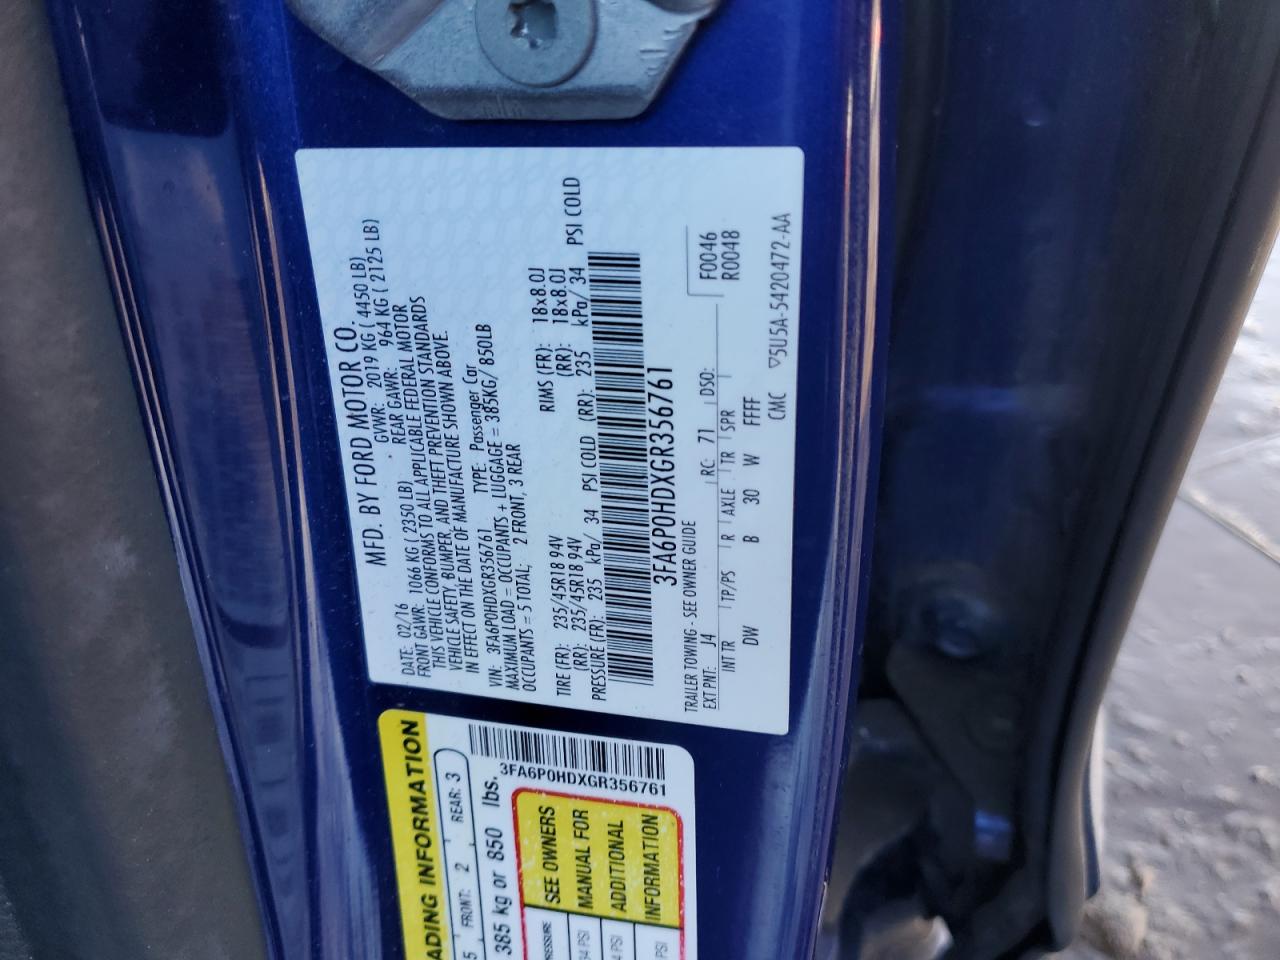 MFD. BY FORD MOTOR CO.
DATE: 02/16 GVWR: 2019 KG ( 4450 LB)
FRONT GAWR: 1066 KG ( 2350 LB) REAR GAWR: 964 KG ( 2125 LB)
THIS VEHICLE CONFORMS TO ALL APPLICABLE FEDERAL MOTOR
VEHICLE SAFETY, BUMPER, AND THEFT PREVENTION STANDARDS
IN EFFECT ON THE DATE OF MANUFACTURE SHOWN ABOVE.
VIN: 3FA6P0HDXGR356761 TYPE: Passenger Car
MAXIMUM LOAD = OCCUPANTS + LUGGAGE = 385KG/ 850LB
OCCUPANTS = 5 TOTAL; 2 FRONT, 3 REAR
TIRE (FR): 235/45R18 94V RIMS (FR): 18x8.0J
(RR): 235/45R18 94V (RR): 18x8.0J
PRESSURE (FR): 235 kPa/ 34 PSI COLD (RR): 235 kPa/ 34 PSI COLD
3FA6P0HDXGR356761
TRAILER TOWING - SEE OWNER GUIDE
F0046
R0048
EXT PNT: J4 RC: 71 DSO:
INT TR TP/PS R AXLE TR SPR
DW B 30 W FFFF
CMC ▽5U5A-5420472-AA
ADING INFORMATION
5 FRONT: 2 REAR: 3
385 kg or 850 lbs.
3FA6P0HDXGR356761
SEE OWNERS
MANUAL FOR
ADDITIONAL
INFORMATION
34 PSI
4 PSI
PSI